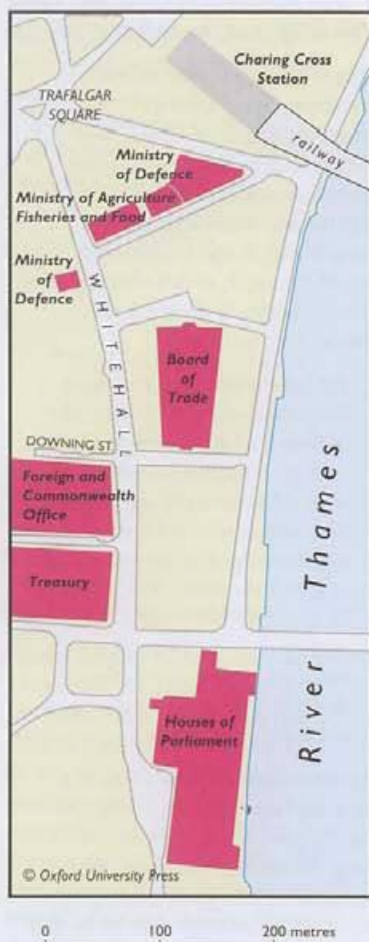 Charing Cross
Station
TRAFALGAR
SQUARE
railway
Ministry
of Defence
Ministry of Agriculture
Fisheries and Food
Ministry
of
Defence
WHITEHALL
Board
of
Trade
DOWNING ST.
Foreign and
Commonwealth
Office
Treasury
River Thames
Houses of
Parliament
© Oxford University Press
0 100 200 metres